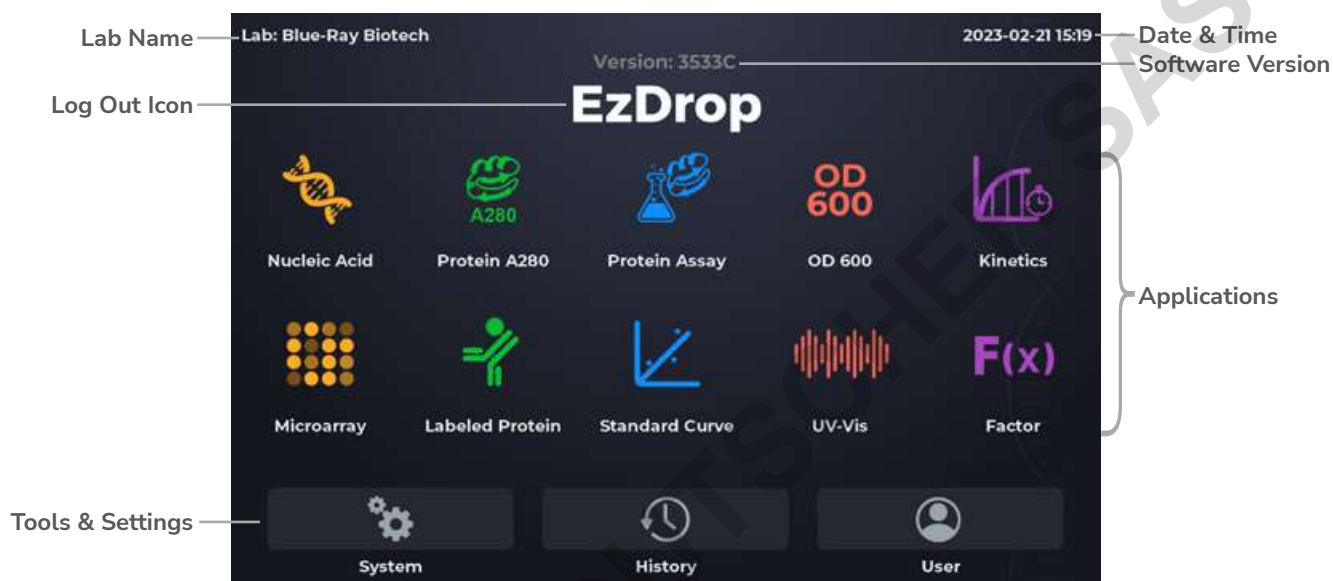 Lab Name
Lab: Blue-Ray Biotech
2023-02-21 15:19
Date & Time
Version: 3533C
Software Version
Log Out Icon
EzDrop
A280
OD
600
Nucleic Acid
Protein A280
Protein Assay
OD 600
Kinetics
Applications
F(x)
Microarray
Labeled Protein
Standard Curve
UV-Vis
Factor
Tools & Settings
System
History
User